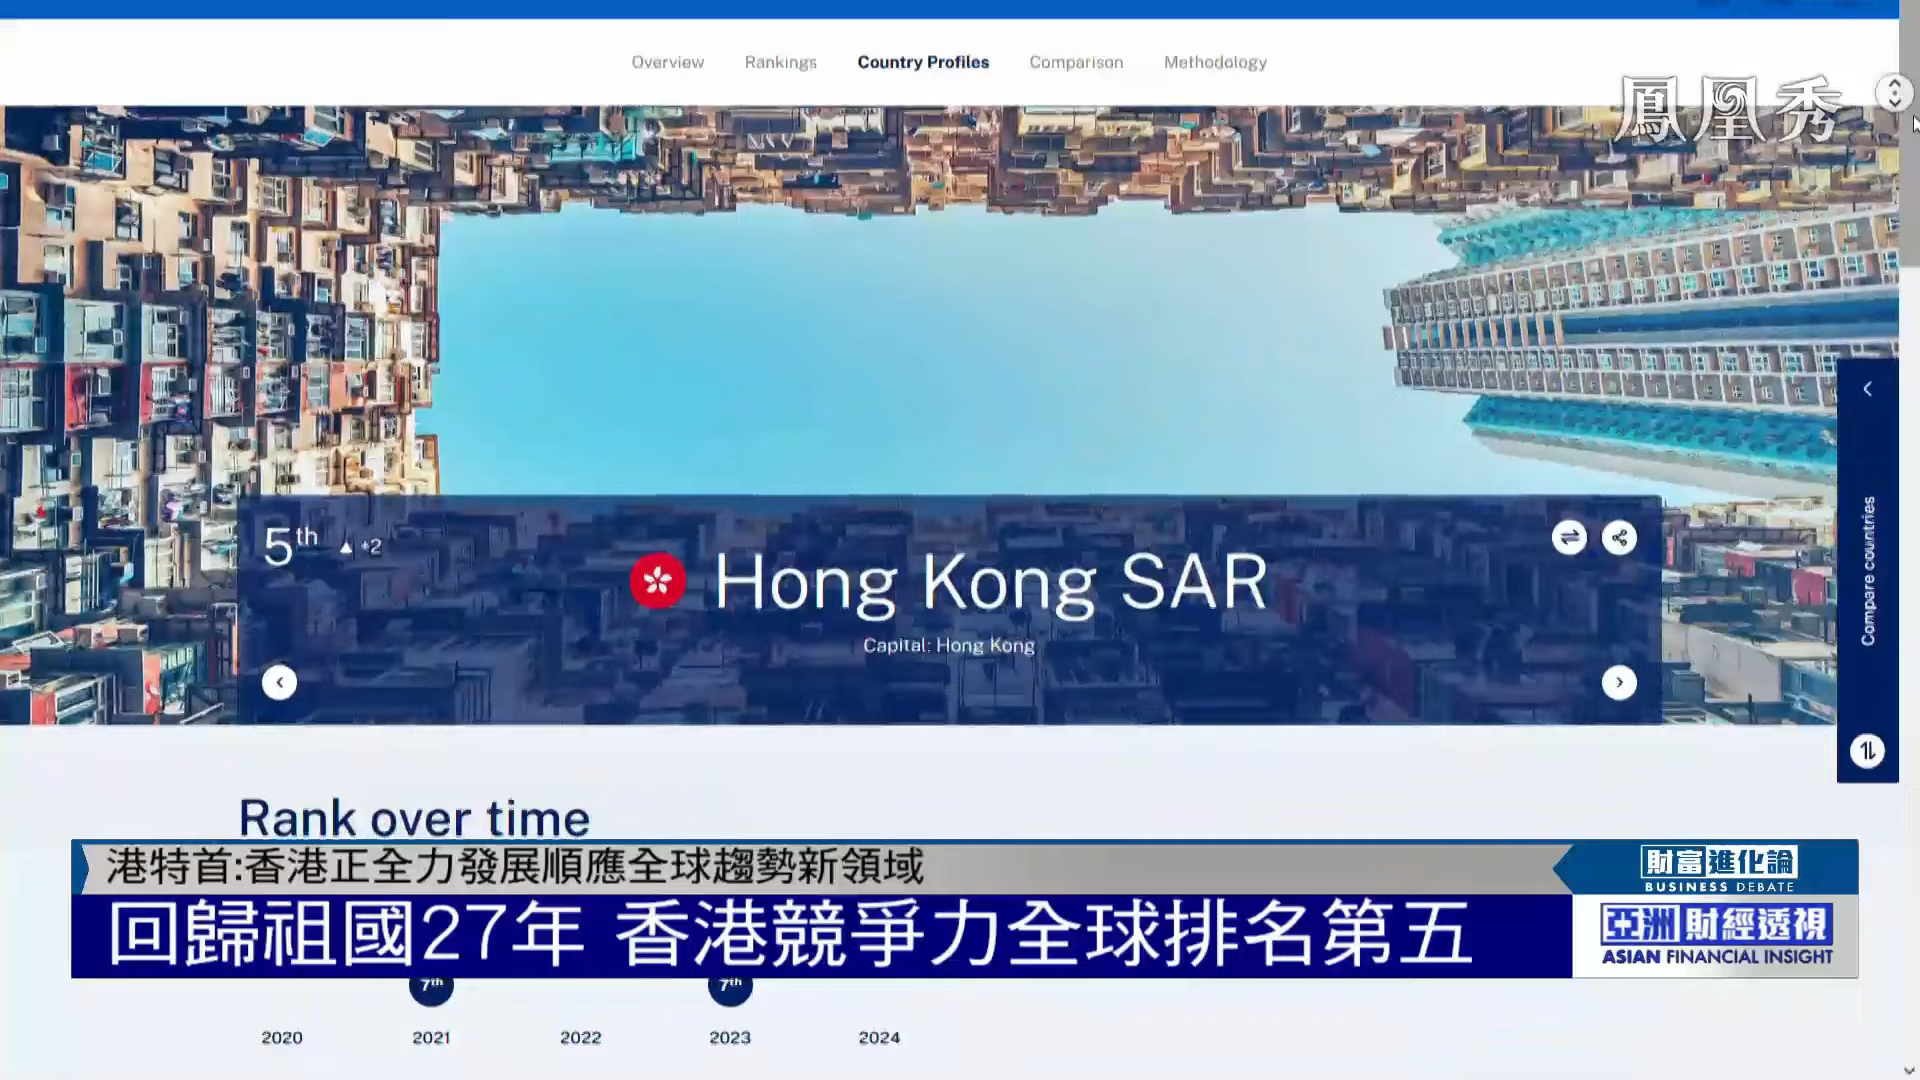 Overview Rankings Country Profiles Comparison Methodology
鳳凰秀
5th ▲ +2
Hong Kong SAR
Capital: Hong Kong
Compare countries
Rank over time
港特首:香港正全力發展順應全球趨勢新領域
財富進化論
BUSINESS DEBATE
回歸祖國27年 香港競爭力全球排名第五
亞洲財經透視
ASIAN FINANCIAL INSIGHT
7th 7th
2020 2021 2022 2023 2024